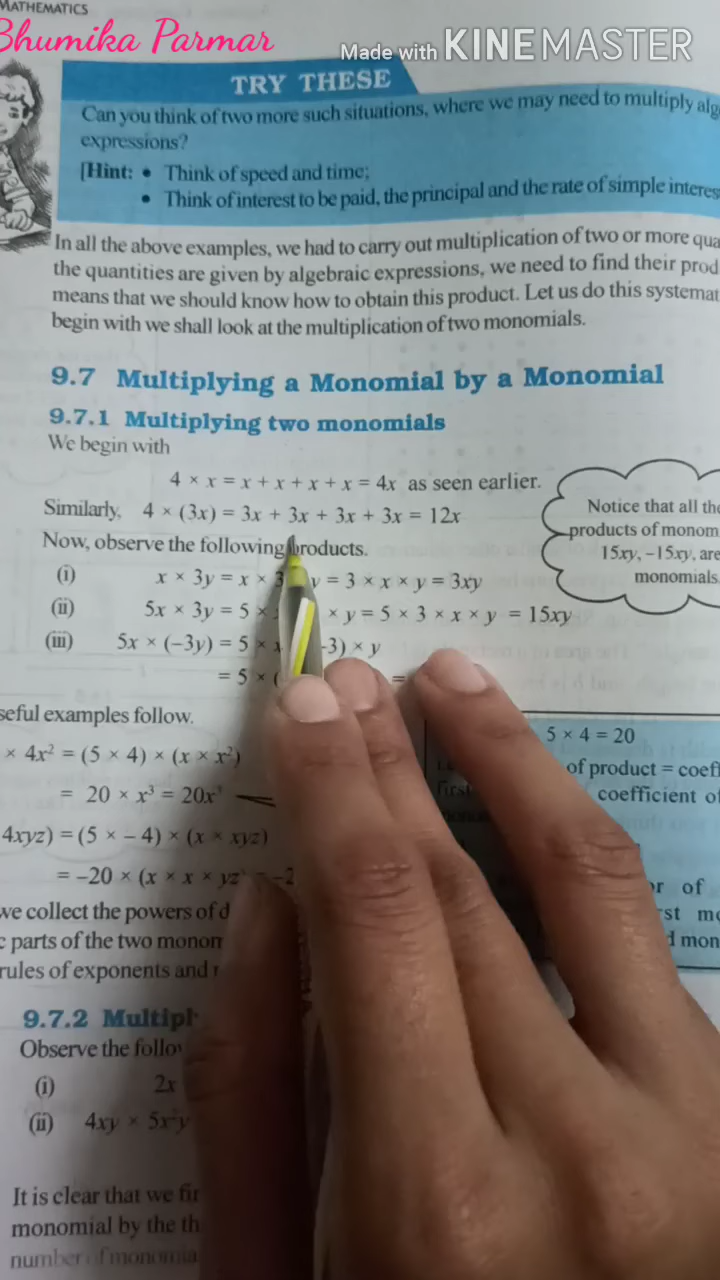 MATHEMATICS
Bhumika Parmar
Made with KINEMASTER
TRY THESE
Can you think of two more such situations, where we may need to multiply alg
expressions?
[Hint: • Think of speed and time;
• Think of interest to be paid, the principal and the rate of simple interes
In all the above examples, we had to carry out multiplication of two or more qua
the quantities are given by algebraic expressions, we need to find their prod
means that we should know how to obtain this product. Let us do this systemat
begin with we shall look at the multiplication of two monomials.
9.7 Multiplying a Monomial by a Monomial
9.7.1 Multiplying two monomials
We begin with
4 × x = x + x + x + x = 4x as seen earlier.
Similarly, 4 × (3x) = 3x + 3x + 3x + 3x = 12x
Notice that all the
products of monom
15xy, –15xy, are
monomials.
Now, observe the following products.
(i) x × 3y = x × 3 y = 3 × x × y = 3xy
(ii) 5x × 3y = 5 × × y = 5 × 3 × x × y = 15xy
(iii) 5x × (–3y) = 5 × x –3) × y
= 5 × ( =
seful examples follow.
× 4x² = (5 × 4) × (x × x²)
= 20 × x³ = 20x³
4xyz) = (5 × – 4) × (x × xyz)
= –20 × (x × x × yz) = –2
we collect the powers of d
c parts of the two monom
rules of exponents and
5 × 4 = 20
of product = coeff
first coefficient of
or of
st mo
d mon
9.7.2 Multipl
Observe the follo
(i) 2x
(ii) 4xy × 5x²y
It is clear that we fir
monomial by the th
number of monomia